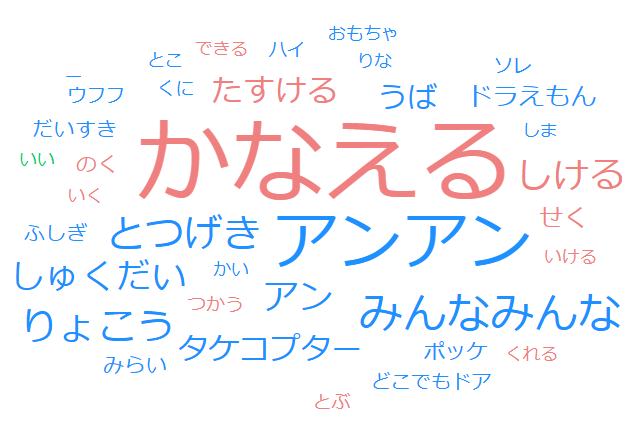 おもちゃ
できる
ハイ
とこ
りな
ソレ
ー
ウフフ
くに
たすける
うば
ドラえもん
だいすき
かなえる
しま
いい
のく
しける
いく
せく
ふしぎ
とつげき
アンアン
いける
しゅくだい
かい
つかう
アン
みんなみんな
りょこう
タケコプター
ポッケ
くれる
みらい
どこでもドア
とぶ